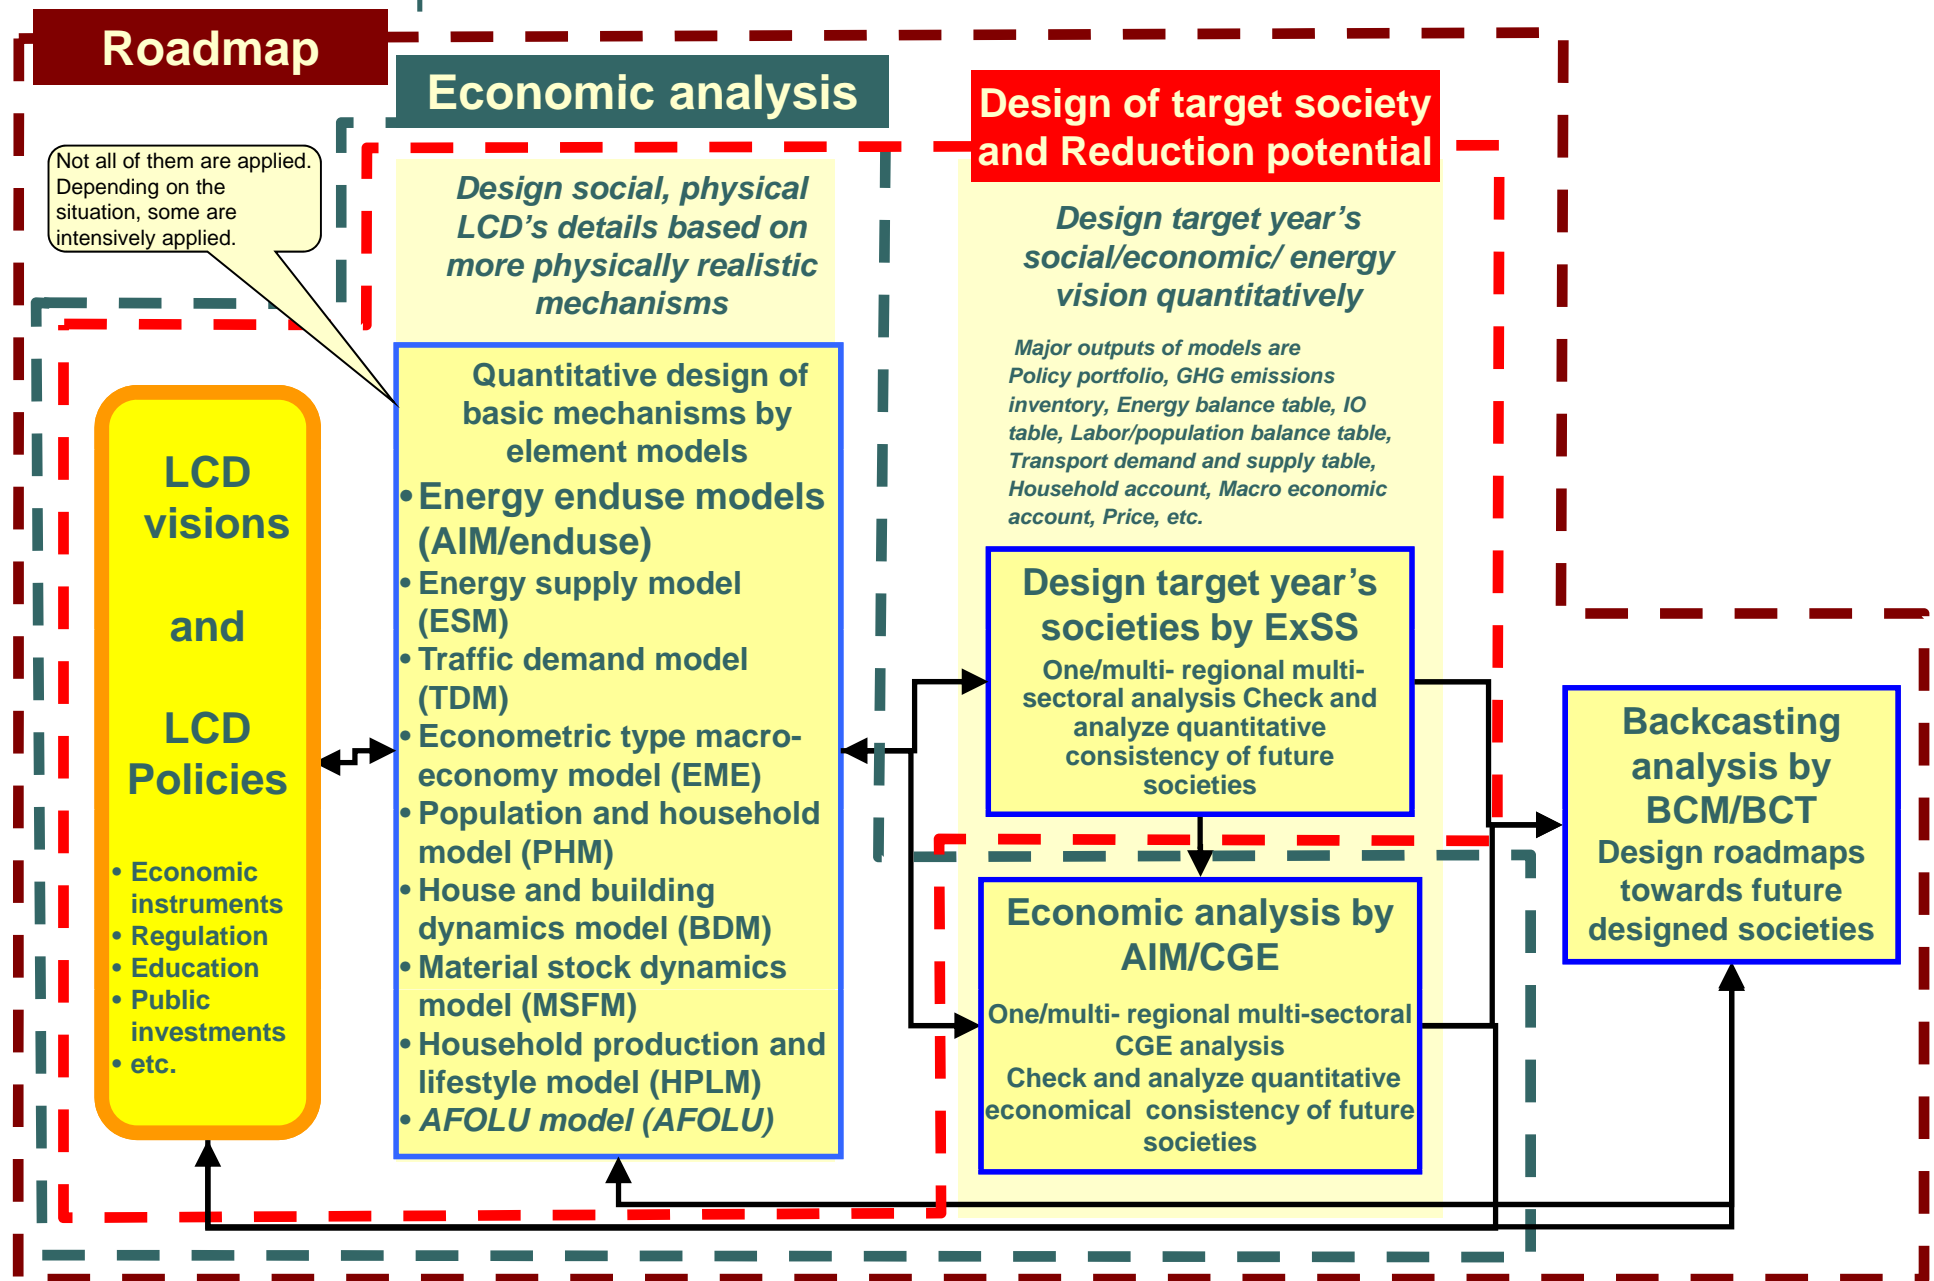 Roadmap
Economic analysis
Design of target society
and Reduction potential
Not all of them are applied.
Depending on the
situation, some are
intensively applied.
Design social, physical
LCD's details based on
more physically realistic
mechanisms
Design target year's
social/economic/ energy
vision quantitatively
Major outputs of models are
Policy portfolio, GHG emissions
inventory, Energy balance table, IO
table, Labor/population balance table,
Transport demand and supply table,
Household account, Macro economic
account, Price, etc.
LCD
visions
and
LCD
Policies
• Economic
instruments
• Regulation
• Education
• Public
investments
• etc.
Quantitative design of
basic mechanisms by
element models
• Energy enduse models
(AIM/enduse)
• Energy supply model
(ESM)
• Traffic demand model
(TDM)
• Econometric type macro-
economy model (EME)
• Population and household
model (PHM)
• House and building
dynamics model (BDM)
• Material stock dynamics
model (MSFM)
• Household production and
lifestyle model (HPLM)
• AFOLU model (AFOLU)
Design target year's
societies by ExSS
One/multi- regional multi-
sectoral analysis Check and
analyze quantitative
consistency of future
societies
Economic analysis by
AIM/CGE
One/multi- regional multi-sectoral
CGE analysis
Check and analyze quantitative
economical consistency of future
societies
Backcasting
analysis by
BCM/BCT
Design roadmaps
towards future
designed societies